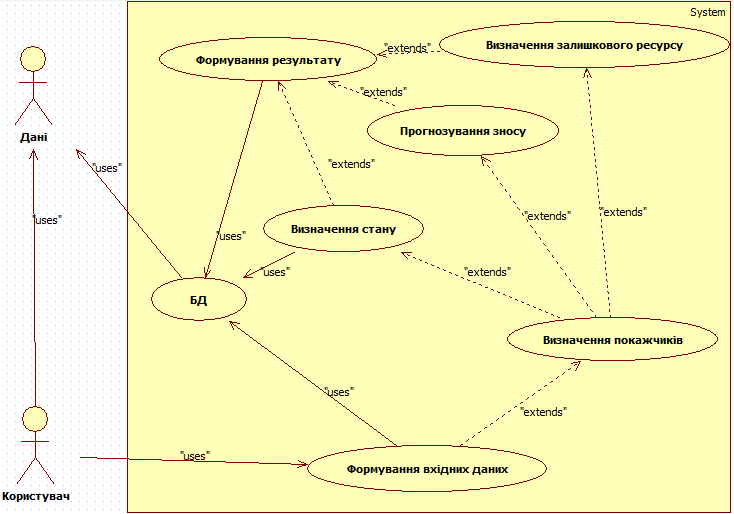 System
Визначення залишкового ресурсу
"extends"
Формування результату
"extends"
Прогнозування зносу
Дані
"extends"
"uses"
"uses"
"extends"
"extends"
Визначення стану
"uses"
"uses"
"extends"
БД
Визначення покажчиків
"uses"
"extends"
"uses"
Формування вхідних даних
Користувач